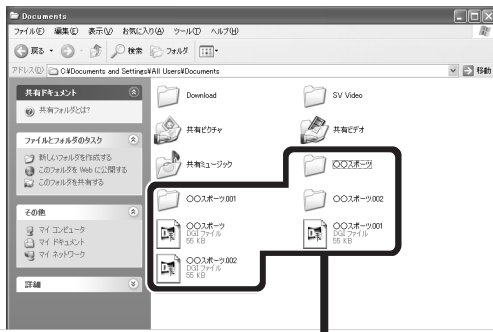 Documents
ファイル(F) 編集(E) 表示(V) お気に入り(A) ツール(T) ヘルプ(H)
戻る 検索 フォルダ
アドレス(D) C:¥Documents and Settings¥All Users¥Documents 移動
共有ドキュメント
共有フォルダとは?
ファイルとフォルダのタスク
新しいフォルダを作成する
このフォルダを Web に公開する
このフォルダを共有する
その他
マイ コンピュータ
マイ ドキュメント
マイ ネットワーク
詳細
Download
SV Video
共有ピクチャ
共有ビデオ
共有ミュージック
〇〇スポーツ
〇〇スポーツ.001
〇〇スポーツ.002
〇〇スポーツ
DGI ファイル
55 KB
〇〇スポーツ.001
DGI ファイル
55 KB
〇〇スポーツ.002
DGI ファイル
55 KB